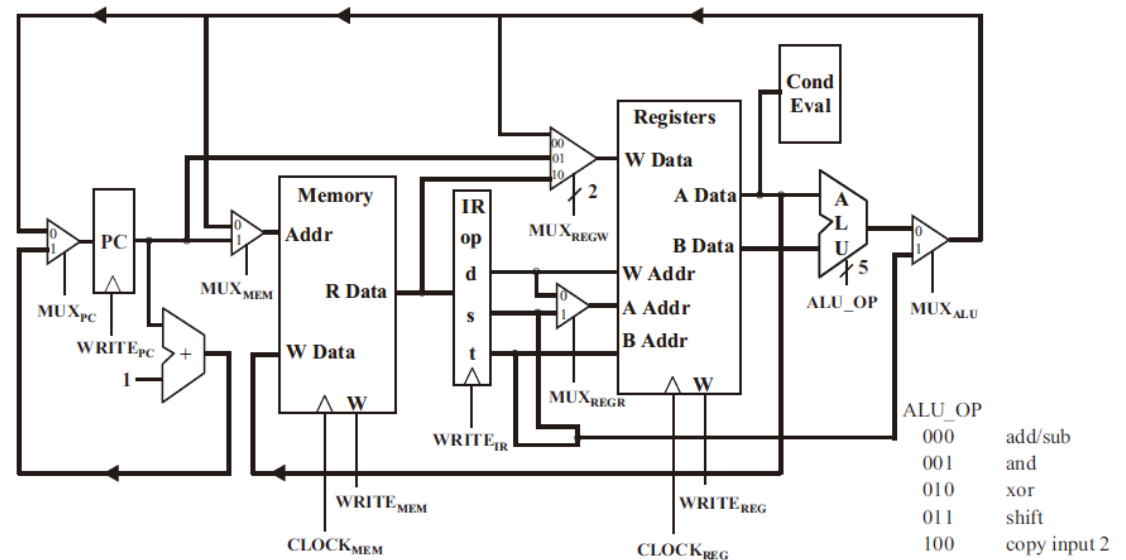 Cond
Eval
Registers
00
01
10
W Data
Memory
IR
op
A Data
A
L
U
2
0
1
PC
0
1
Addr
MUX_REGW
B Data
0
1
d
W Addr
5
MUX_MEM
R Data
0
1
A Addr
ALU_OP
MUX_ALU
MUX_PC
s
B Addr
WRITE_PC
+
W Data
t
1
W
MUX_REGR
W
WRITE_IR
ALU_OP
000 add/sub
001 and
WRITE_MEM
WRITE_REG
010 xor
011 shift
CLOCK_MEM
CLOCK_REG
100 copy input 2